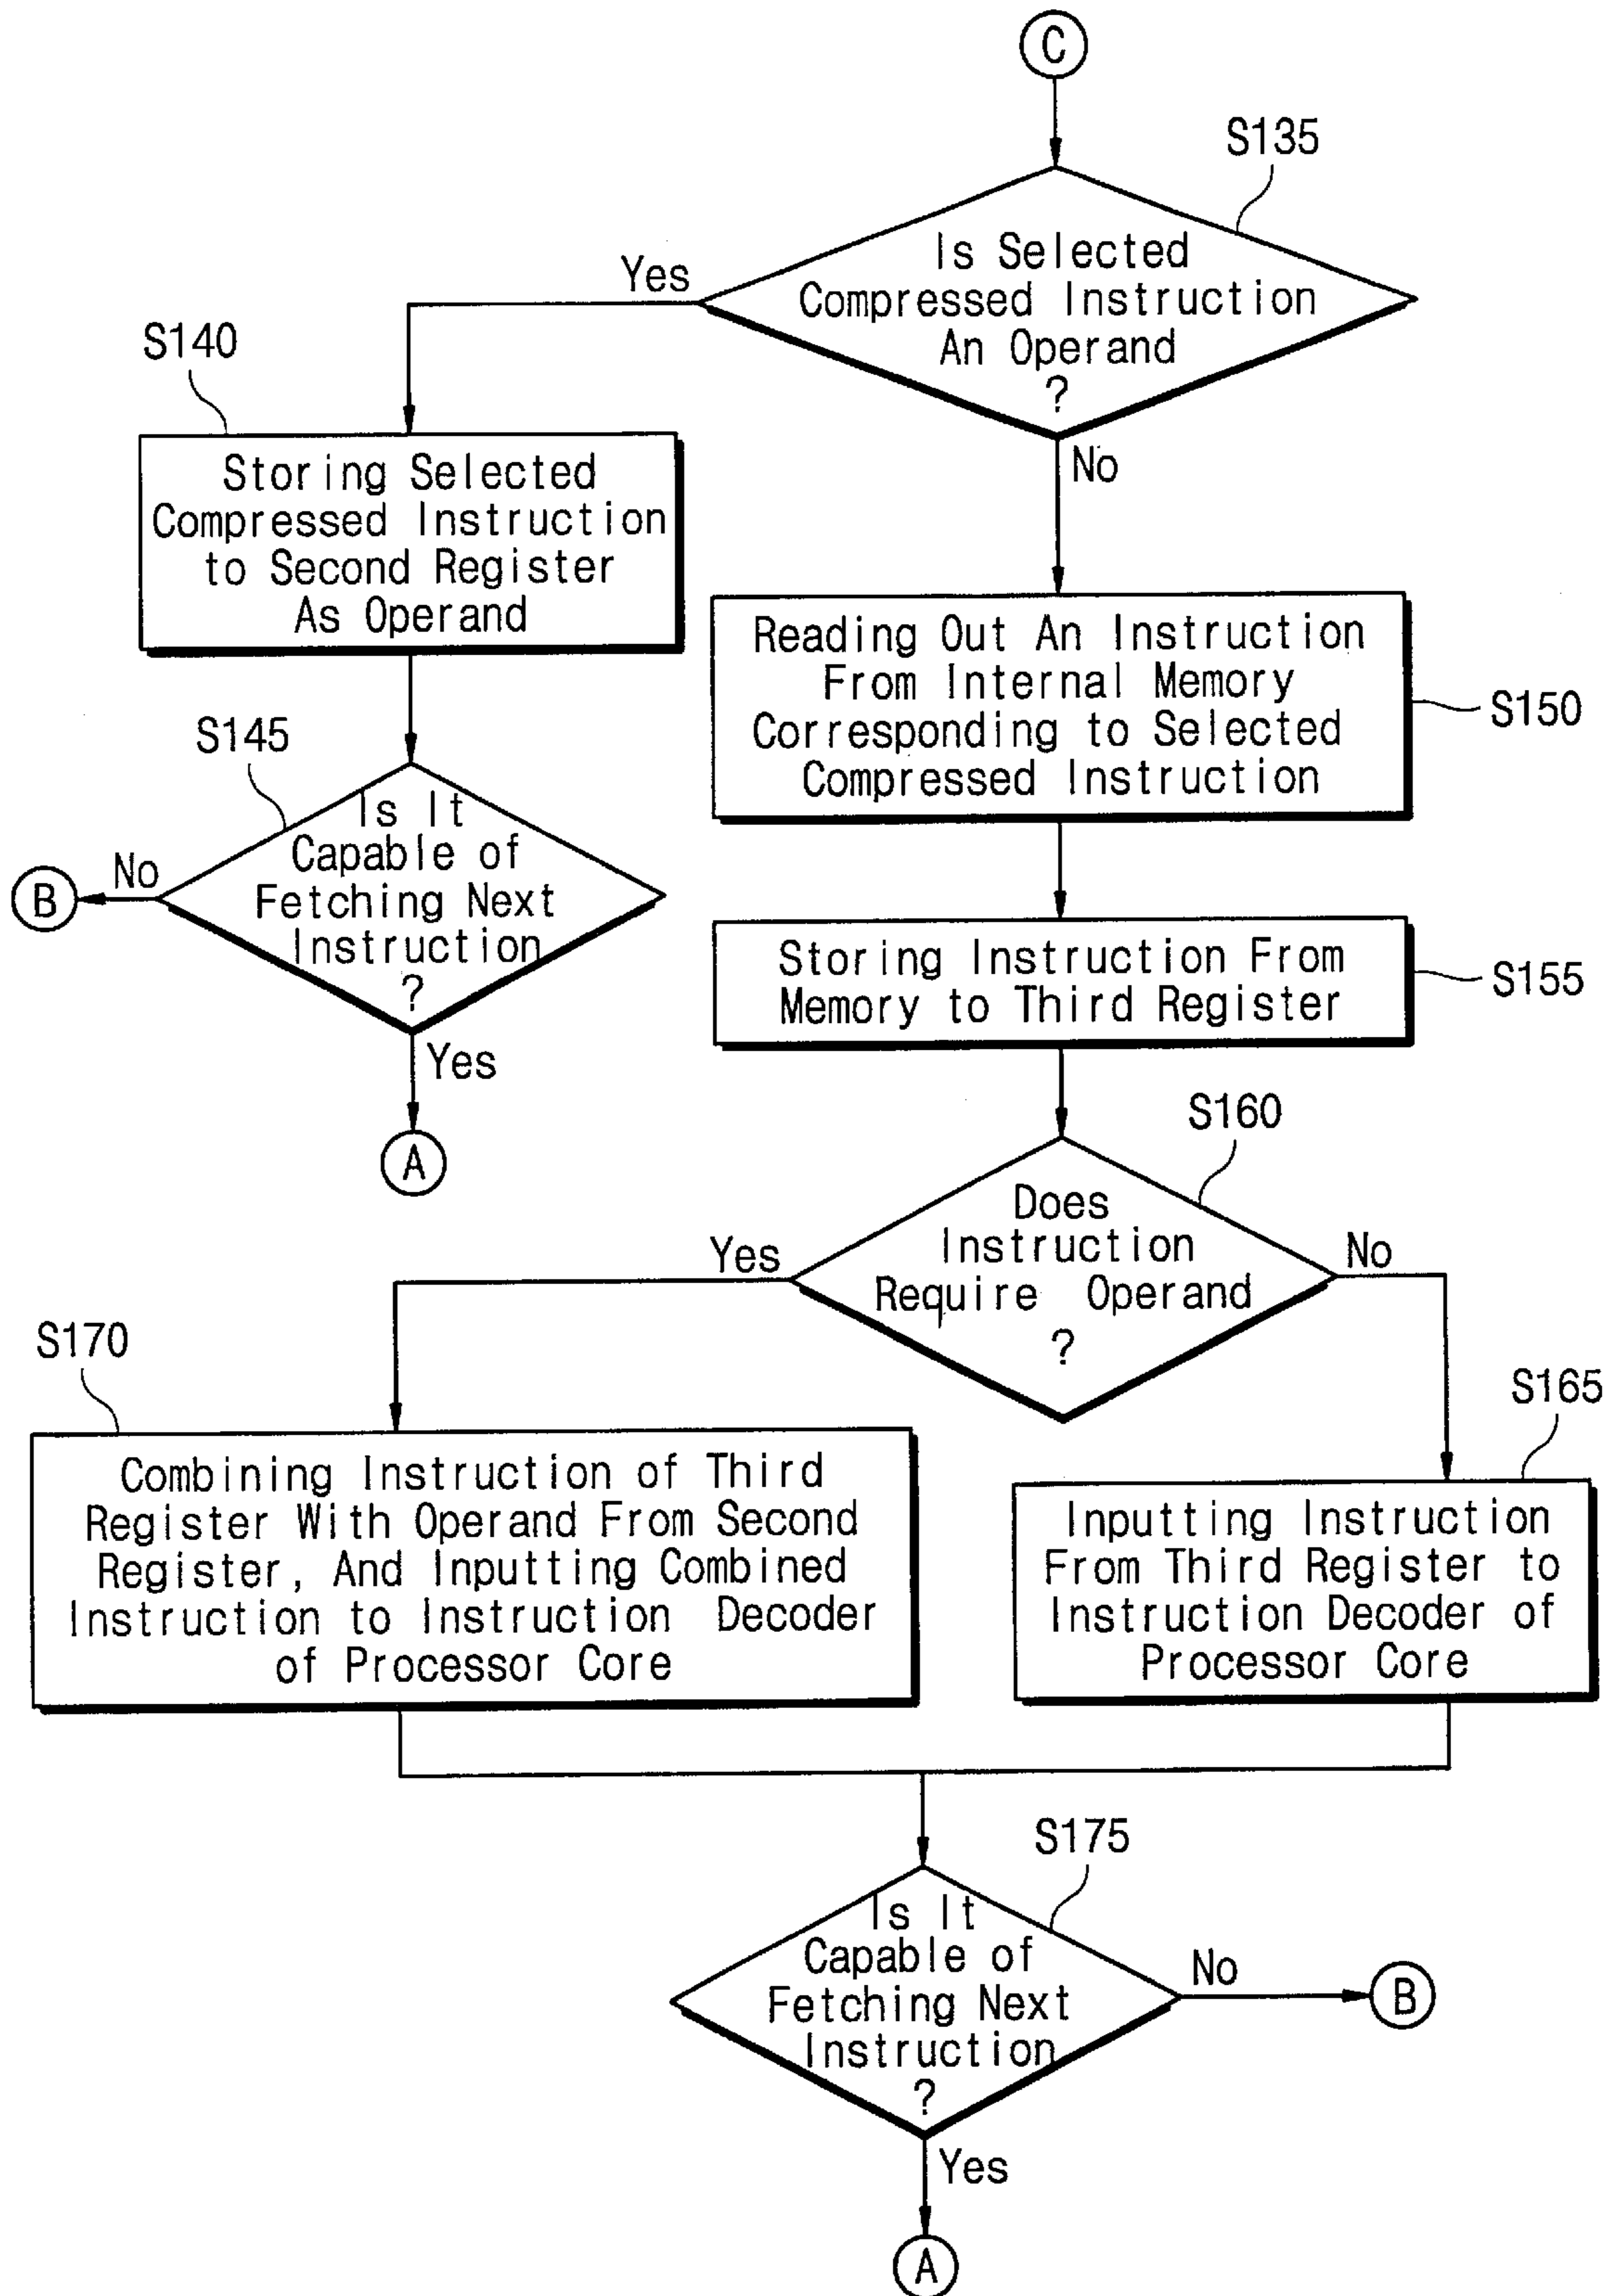 C
S135
Is Selected
Compressed Instruction
An Operand
?
Yes
No
S140
Storing Selected
Compressed Instruction
to Second Register
As Operand
S145
Is It
Capable of
Fetching Next
Instruction
?
No
B
Yes
A
Reading Out An Instruction
From Internal Memory
Corresponding to Selected
Compressed Instruction
S150
Storing Instruction From
Memory to Third Register
S155
S160
Does
Instruction
Require Operand
?
Yes
No
S170
Combining Instruction of Third
Register With Operand From Second
Register, And Inputting Combined
Instruction to Instruction Decoder
of Processor Core
S165
Inputting Instruction
From Third Register to
Instruction Decoder of
Processor Core
S175
Is It
Capable of
Fetching Next
Instruction
?
No
B
Yes
A